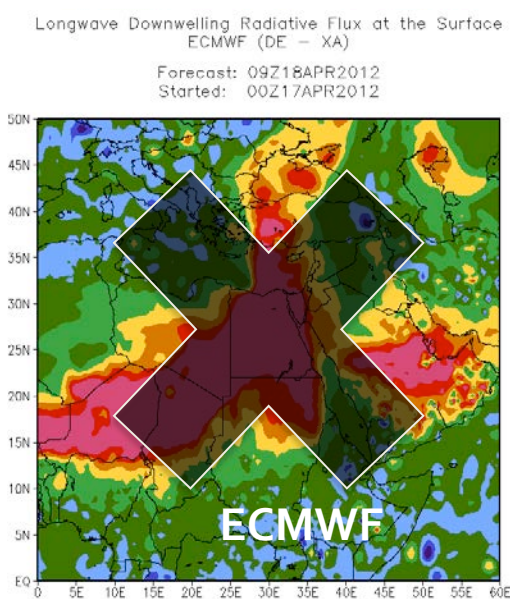 Longwave Downwelling Radiative Flux at the Surface
ECMWF (DE – XA)
Forecast: 09Z18APR2012
Started: 00Z17APR2012
50N
45N
40N
35N
30N
25N
20N
15N
10N
5N
EQ
ECMWF
0 5E 10E 15E 20E 25E 30E 35E 40E 45E 50E 55E 60E